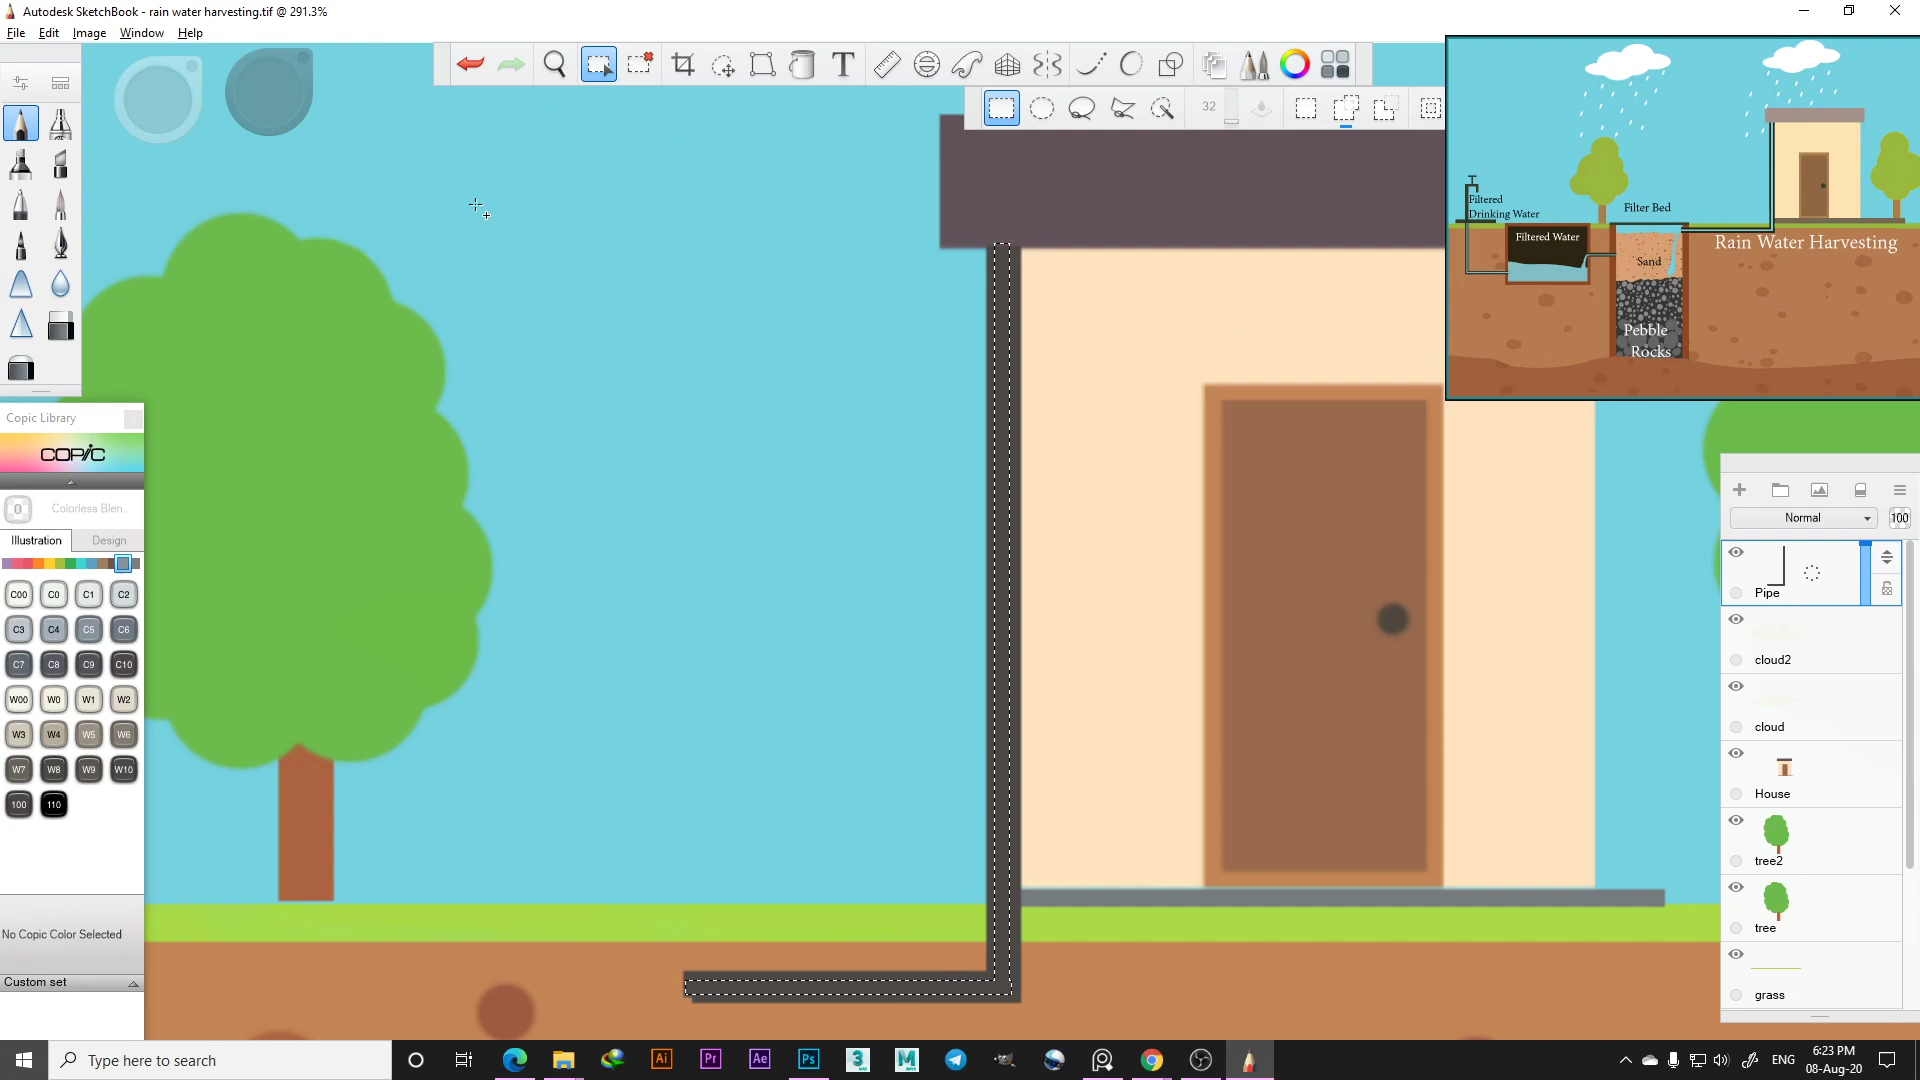 Autodesk SketchBook - rain water harvesting.tif @ 291.3%
File Edit Image Window Help
T
32
Filtered
Drinking Water
Filtered Water
Filter Bed
Sand
Rain Water Harvesting
Pebble
Rocks
Copic Library
COPIC
0 Colorless Blen..
Illustration Design
C00 C0 C1 C2
C3 C4 C5 C6
C7 C8 C9 C10
W00 W0 W1 W2
W3 W4 W5 W6
W7 W8 W9 W10
100 110
No Copic Color Selected
Custom set
Normal 100
Pipe
cloud2
cloud
House
tree2
tree
grass
Type here to search
Ai Pr Ae Ps 3 M
ENG
6:23 PM
08-Aug-20